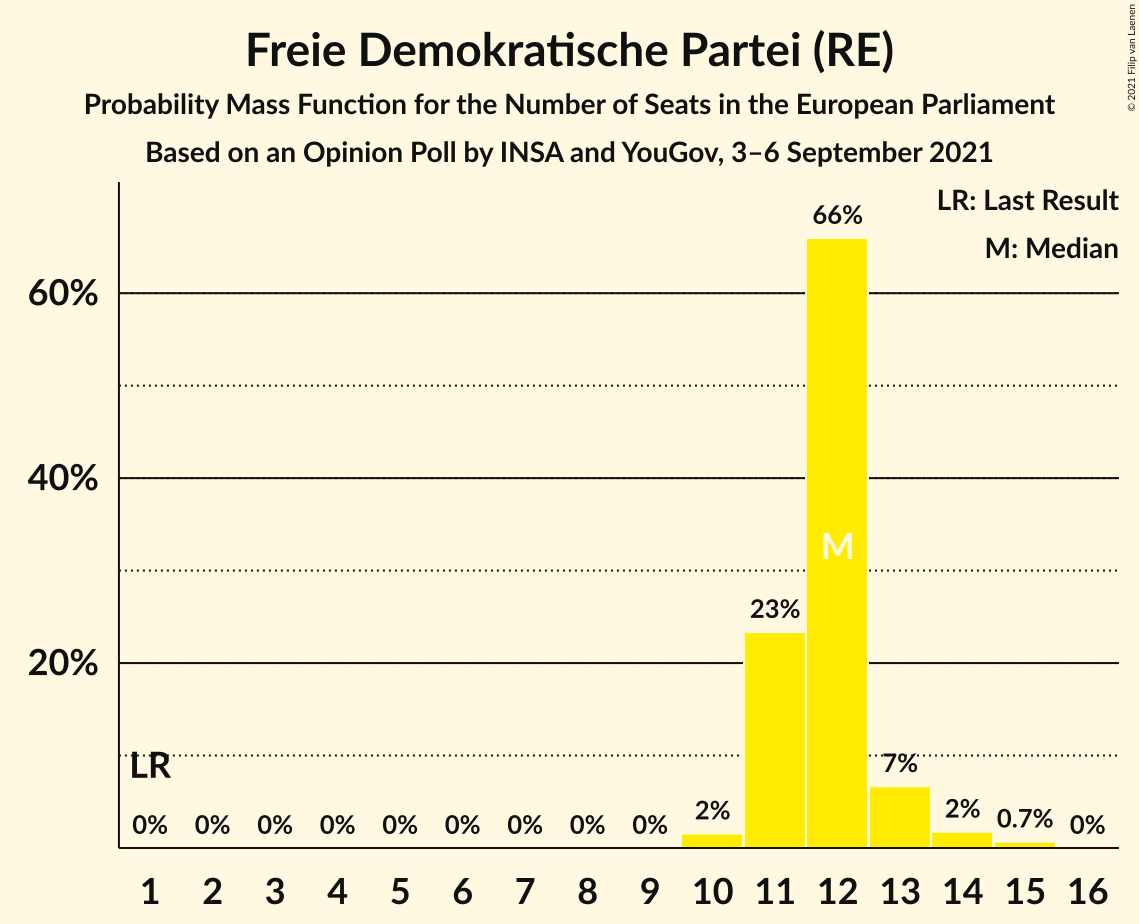 Freie Demokratische Partei (RE)
Probability Mass Function for the Number of Seats in the European Parliament
Based on an Opinion Poll by INSA and YouGov, 3–6 September 2021
© 2021 Filip van Laenen
LR: Last Result
M: Median
66%
60%
40%
M
23%
20%
LR
7%
0% 0% 0% 0% 0% 0% 0% 0% 0% 2% 2% 0.7% 0%
1 2 3 4 5 6 7 8 9 10 11 12 13 14 15 16